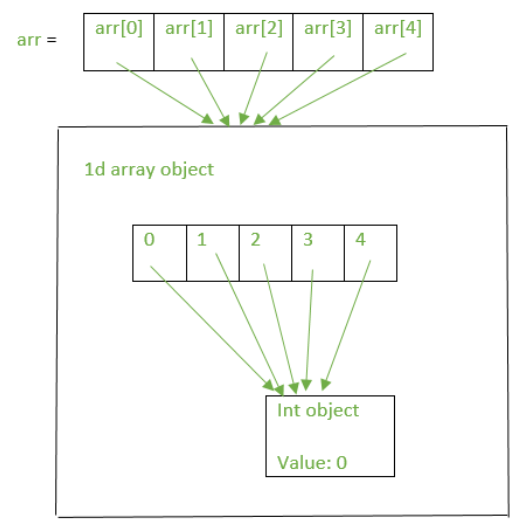 arr = arr[0] arr[1] arr[2] arr[3] arr[4]
1d array object
0 1 2 3 4
Int object
Value: 0